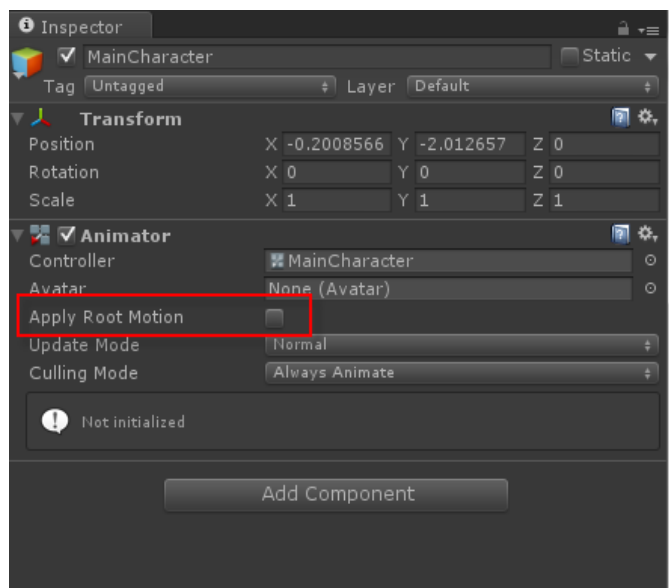 Inspector
MainCharacter Static
Tag Untagged Layer Default
Transform
Position X -0.2008566 Y -2.012657 Z 0
Rotation X 0 Y 0 Z 0
Scale X 1 Y 1 Z 1
Animator
Controller MainCharacter
Avatar None (Avatar)
Apply Root Motion
Update Mode Normal
Culling Mode Always Animate
Not initialized
Add Component